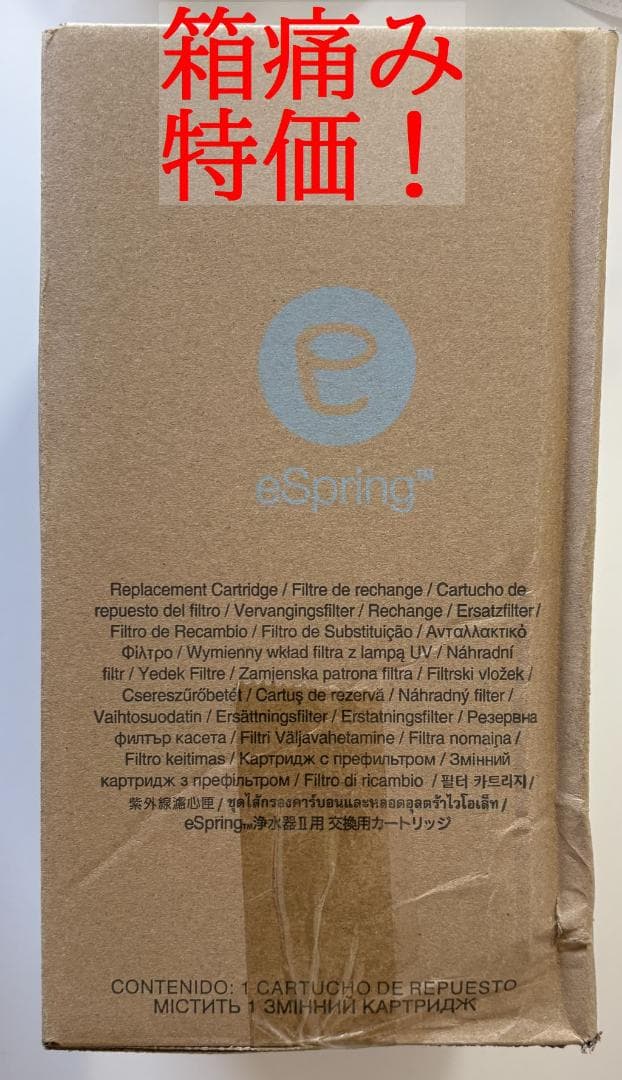 箱痛み
特価！
eSpring™
Replacement Cartridge / Filtre de rechange / Cartucho de
repuesto del filtro / Vervangingsfilter / Rechange / Ersatzfilter /
Filtro de Recambio / Filtro de Substituição / Ανταλλακτικό
Φίλτρο / Wymienny wkład filtra z lampą UV / Náhradní
filtr / Yedek Filtre / Zamjenska patrona filtra / Filtrski vložek /
Csereszűrőbetét / Cartuş de rezervă / Náhradný filter /
Vaihtosuodatin / Ersättningsfilter / Erstatningsfilter / Резервна
филтър касета / Filtri Väljavahetamine / Filtra nomaiņa /
Filtro keitimas / Картридж с префильтром / Змінний
картридж з префільтром / Filtro di ricambio / 필터 카트리지 /
紫外線濾心匣 / ชุดไส้กรองคาร์บอนและหลอดอุลตร้าไวโอเล็ท /
eSpring™浄水器Ⅱ用 交換用カートリッジ
CONTENIDO: 1 CARTUCHO DE REPUESTO
МІСТИТЬ 1 ЗМІННИЙ КАРТРИДЖ